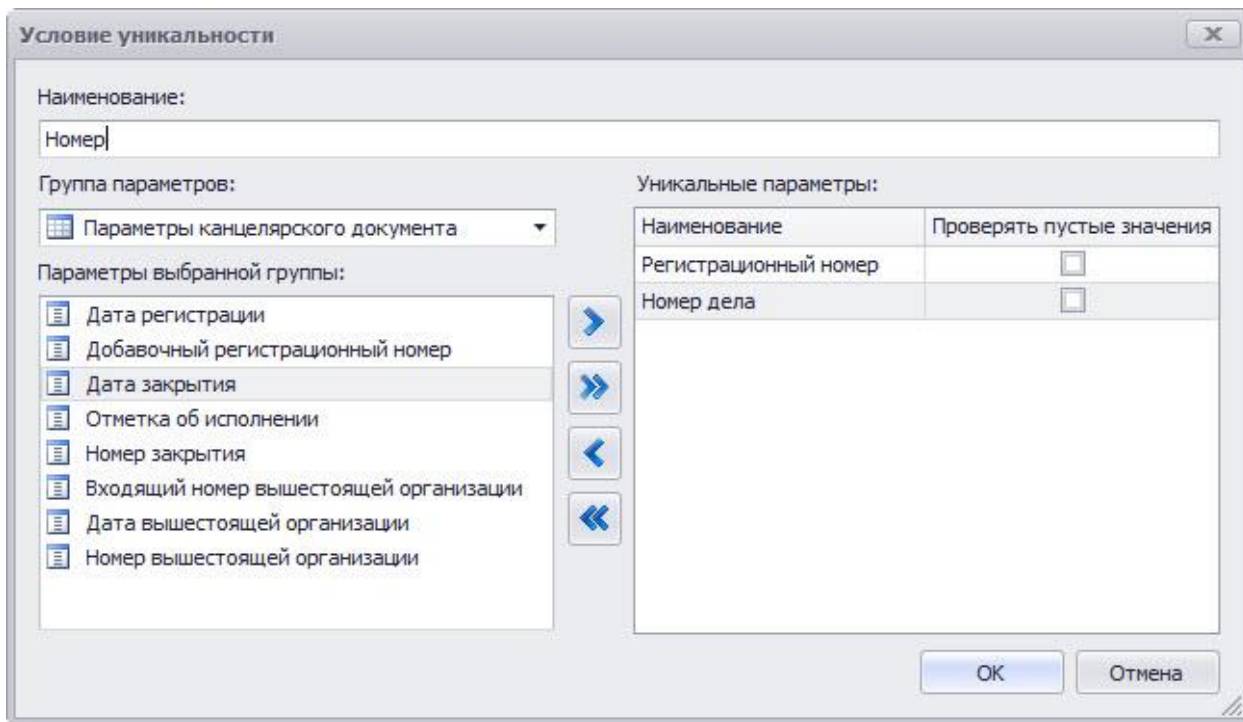 Условие уникальности
Наименование:
Номер
Группа параметров:
Параметры канцелярского документа
Параметры выбранной группы:
Дата регистрации
Добавочный регистрационный номер
Дата закрытия
Отметка об исполнении
Номер закрытия
Входящий номер вышестоящей организации
Дата вышестоящей организации
Номер вышестоящей организации
Уникальные параметры:
Наименование Проверять пустые значения
Регистрационный номер
Номер дела
ОК Отмена